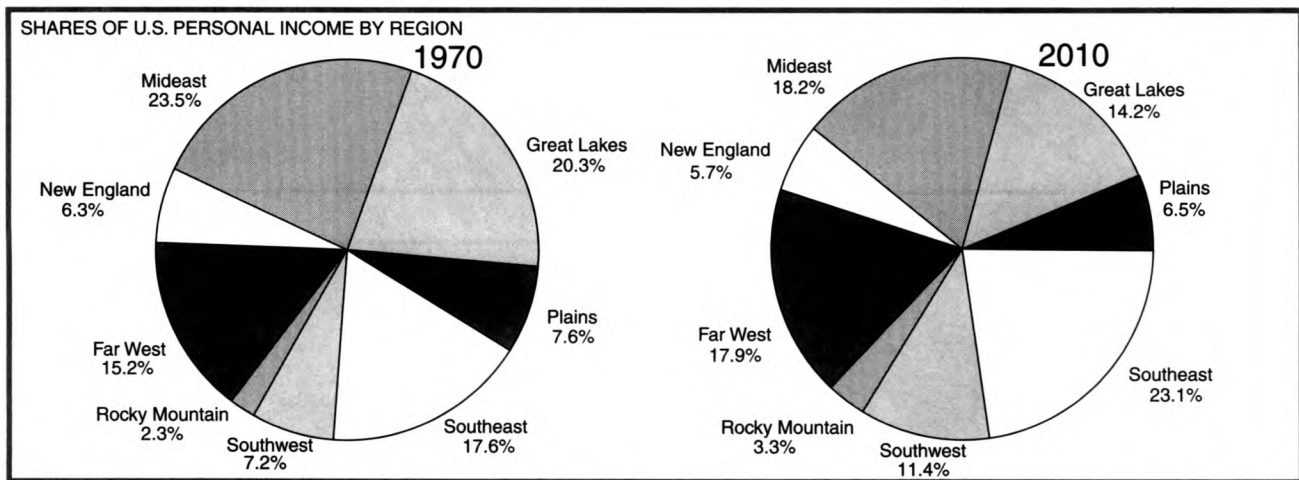 SHARES OF U.S. PERSONAL INCOME BY REGION
1970
Mideast
23.5%
Great Lakes
20.3%
New England
6.3%
Plains
7.6%
Far West
15.2%
Rocky Mountain
2.3%
Southwest
7.2%
Southeast
17.6%
2010
Mideast
18.2%
Great Lakes
14.2%
New England
5.7%
Plains
6.5%
Far West
17.9%
Southeast
23.1%
Rocky Mountain
3.3%
Southwest
11.4%